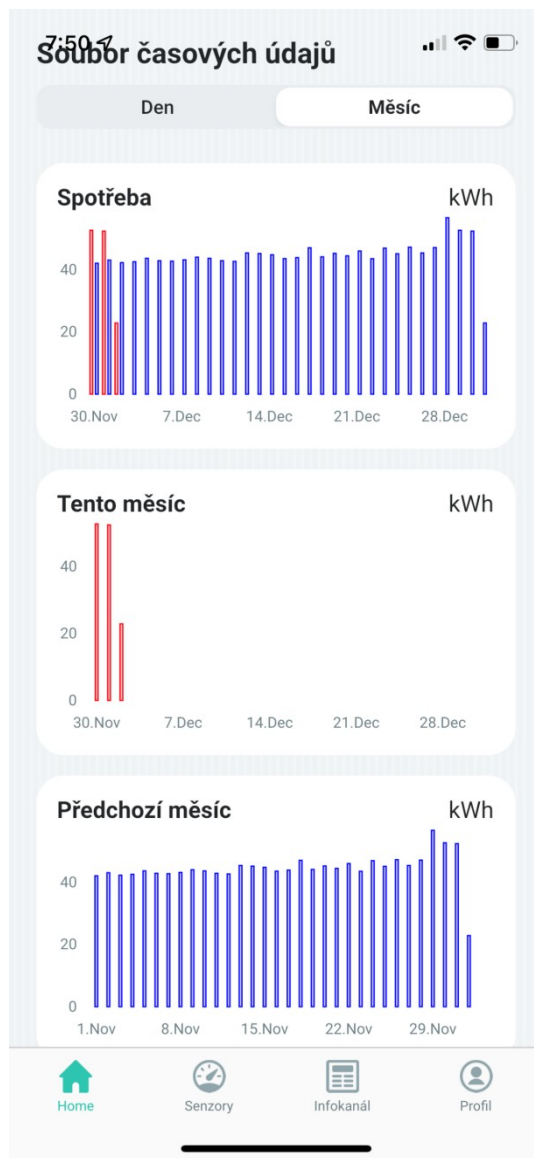 7:50
Soubor časových údajů
Den Měsíc
Spotřeba kWh
40
20
0
30.Nov 7.Dec 14.Dec 21.Dec 28.Dec
Tento měsíc kWh
40
20
0
30.Nov 7.Dec 14.Dec 21.Dec 28.Dec
Předchozí měsíc kWh
40
20
0
1.Nov 8.Nov 15.Nov 22.Nov 29.Nov
Home Senzory Infokanál Profil